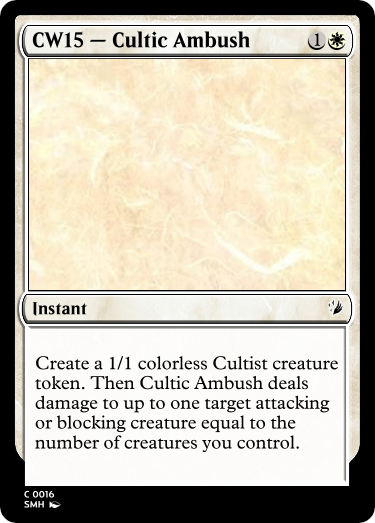 CW15 — Cultic Ambush 1
Instant
Create a 1/1 colorless Cultist creature
token. Then Cultic Ambush deals
damage to up to one target attacking
or blocking creature equal to the
number of creatures you control.
C 0016
SMH